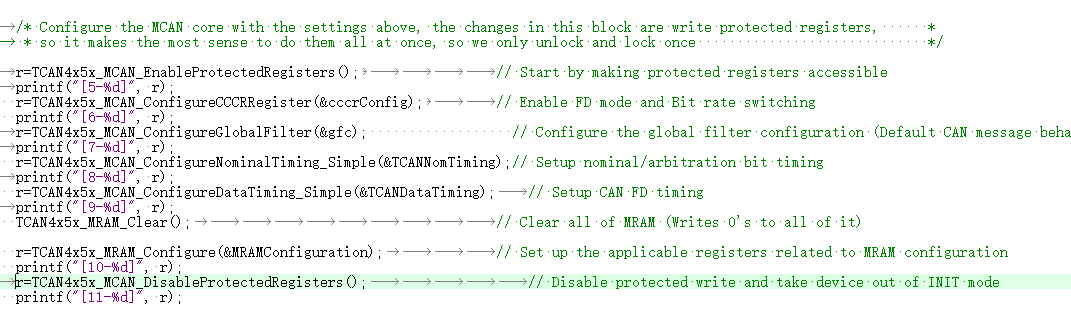 /* Configure the MCAN core with the settings above, the changes in this block are write protected registers,      *
 * so it makes the most sense to do them all at once, so we only unlock and lock once                            */

r=TCAN4x5x_MCAN_EnableProtectedRegisters(); // Start by making protected registers accessible
printf("[5-%d]", r);
r=TCAN4x5x_MCAN_ConfigureCCCRRegister(&cccrConfig); // Enable FD mode and Bit rate switching
printf("[6-%d]", r);
r=TCAN4x5x_MCAN_ConfigureGlobalFilter(&gfc); // Configure the global filter configuration (Default CAN message beha
printf("[7-%d]", r);
r=TCAN4x5x_MCAN_ConfigureNominalTiming_Simple(&TCANNomTiming);// Setup nominal/arbitration bit timing
printf("[8-%d]", r);
r=TCAN4x5x_MCAN_ConfigureDataTiming_Simple(&TCANDataTiming); // Setup CAN FD timing
printf("[9-%d]", r);
TCAN4x5x_MRAM_Clear(); // Clear all of MRAM (Writes 0's to all of it)

r=TCAN4x5x_MRAM_Configure(&MRAMConfiguration); // Set up the applicable registers related to MRAM configuration
printf("[10-%d]", r);
r=TCAN4x5x_MCAN_DisableProtectedRegisters(); // Disable protected write and take device out of INIT mode
printf("[11-%d]", r);